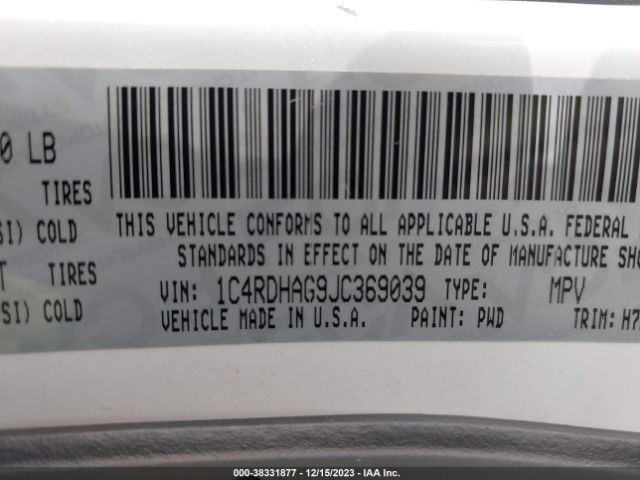 0 LB
TIRES
SI) COLD
T TIRES
SI) COLD
THIS VEHICLE CONFORMS TO ALL APPLICABLE U.S.A. FEDERAL
STANDARDS IN EFFECT ON THE DATE OF MANUFACTURE SHO
VIN: 1C4RDHAG9JC369039 TYPE: MPV
VEHICLE MADE IN U.S.A. PAINT: PWD TRIM: H7
000-38331877 - 12/15/2023 - IAA Inc.